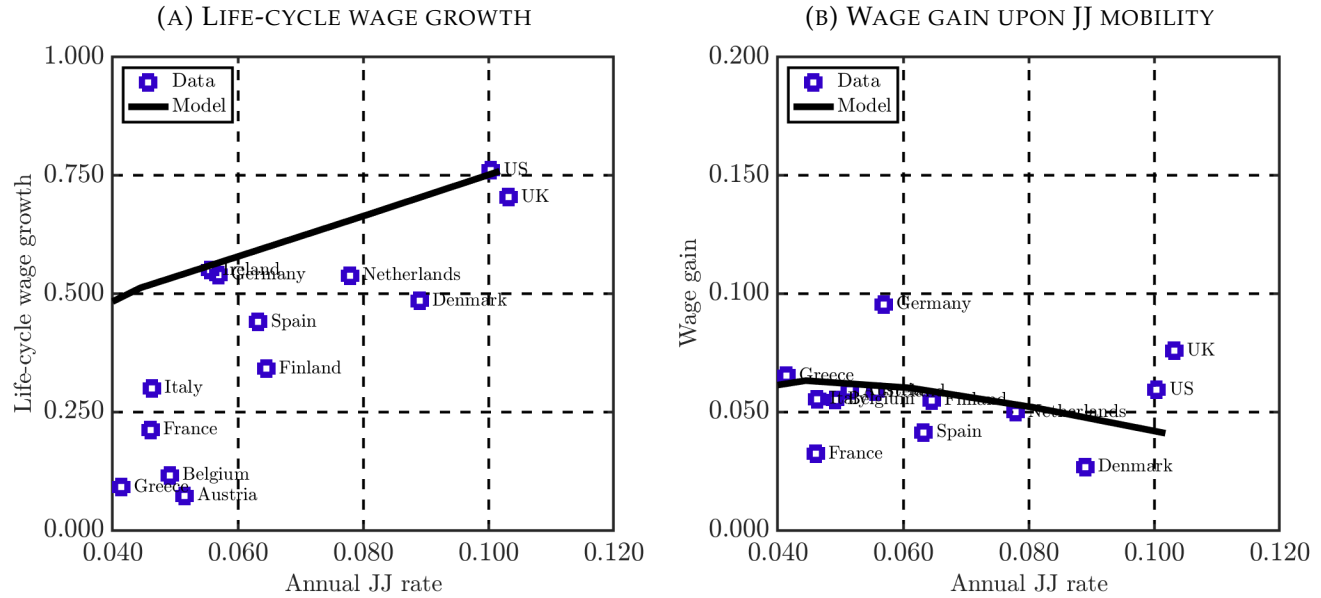 (A) LIFE-CYCLE WAGE GROWTH
1.000
0.750
0.500
0.250
0.000
Life-cycle wage growth
Data
Model
US
UK
Ireland
Germany
Netherlands
Denmark
Spain
Finland
Italy
France
Belgium
Greece
Austria
0.040 0.060 0.080 0.100 0.120
Annual JJ rate
(B) WAGE GAIN UPON JJ MOBILITY
0.200
0.150
0.100
0.050
0.000
Wage gain
Data
Model
Germany
UK
Greece
US
Belgium
Finland
Netherlands
Spain
France
Denmark
0.040 0.060 0.080 0.100 0.120
Annual JJ rate